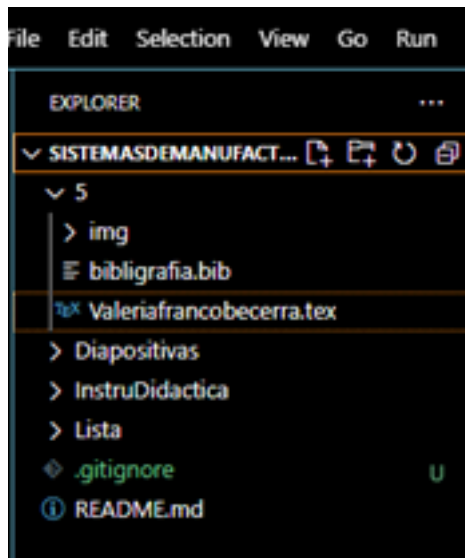 File Edit Selection View Go Run
EXPLORER ...
SISTEMASDEMANUFACT...
5
img
bibligrafia.bib
TEX Valeriafrancobecerra.tex
Diapositivas
InstruDidactica
Lista
.gitignore U
README.md